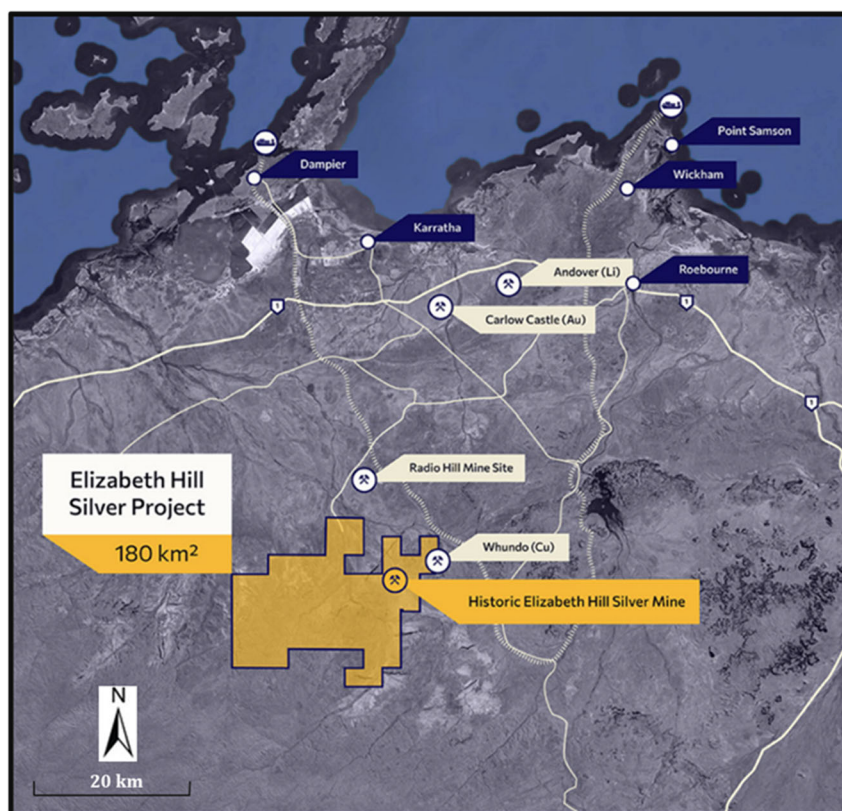 Point Samson
Dampier
Wickham
Karratha
Andover (Li)
Roebourne
1
1
Carlow Castle (Au)
1
Radio Hill Mine Site
Elizabeth Hill
Silver Project
180 km²
Whundo (Cu)
Historic Elizabeth Hill Silver Mine
N
20 km